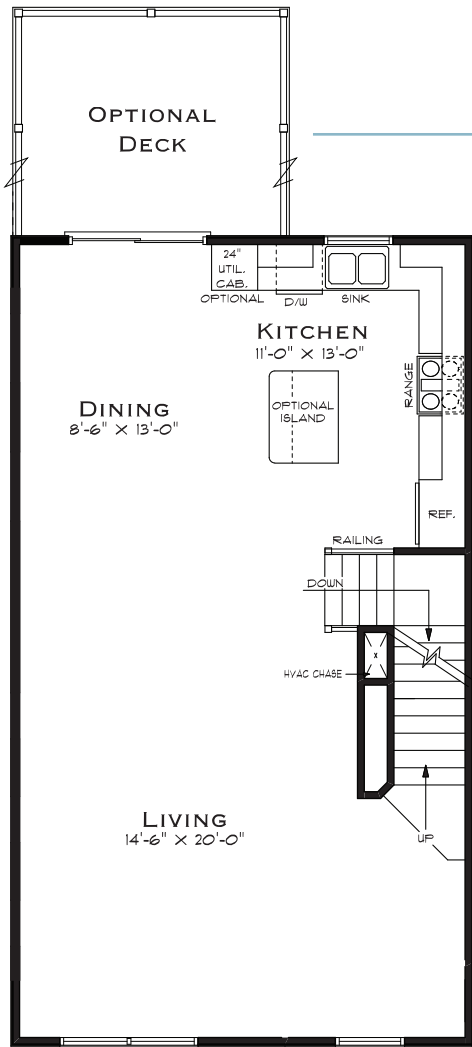 OPTIONAL
DECK
24"
UTIL.
CAB.
OPTIONAL
D/W
SINK
KITCHEN
11'-0" X 13'-0"
RANGE
DINING
8'-6" X 13'-0"
OPTIONAL
ISLAND
REF.
RAILING
DOWN
X
HVAC CHASE
LIVING
14'-6" X 20'-0"
UP